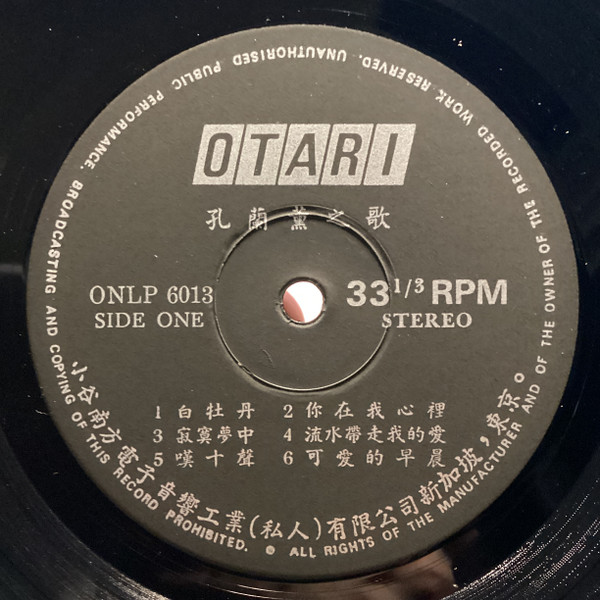 OTARI
孔蘭薰之歌
ONLP 6013
SIDE ONE
33 1/3 RPM
STEREO
1 白牡丹 2 你在我心裡
3 寂寞夢中 4 流水帶走我的愛
5 嘆十聲 6 可愛的早晨
小谷南方電子音響工業(私人)有限公司新加坡,東京。
ALL RIGHTS OF THE MANUFACTURER AND OF THE OWNER OF THE RECORDED WORK RESERVED. UNAUTHORISED PUBLIC PERFORMANCE. BROADCASTING AND COPYING OF THIS RECORD PROHIBITED.